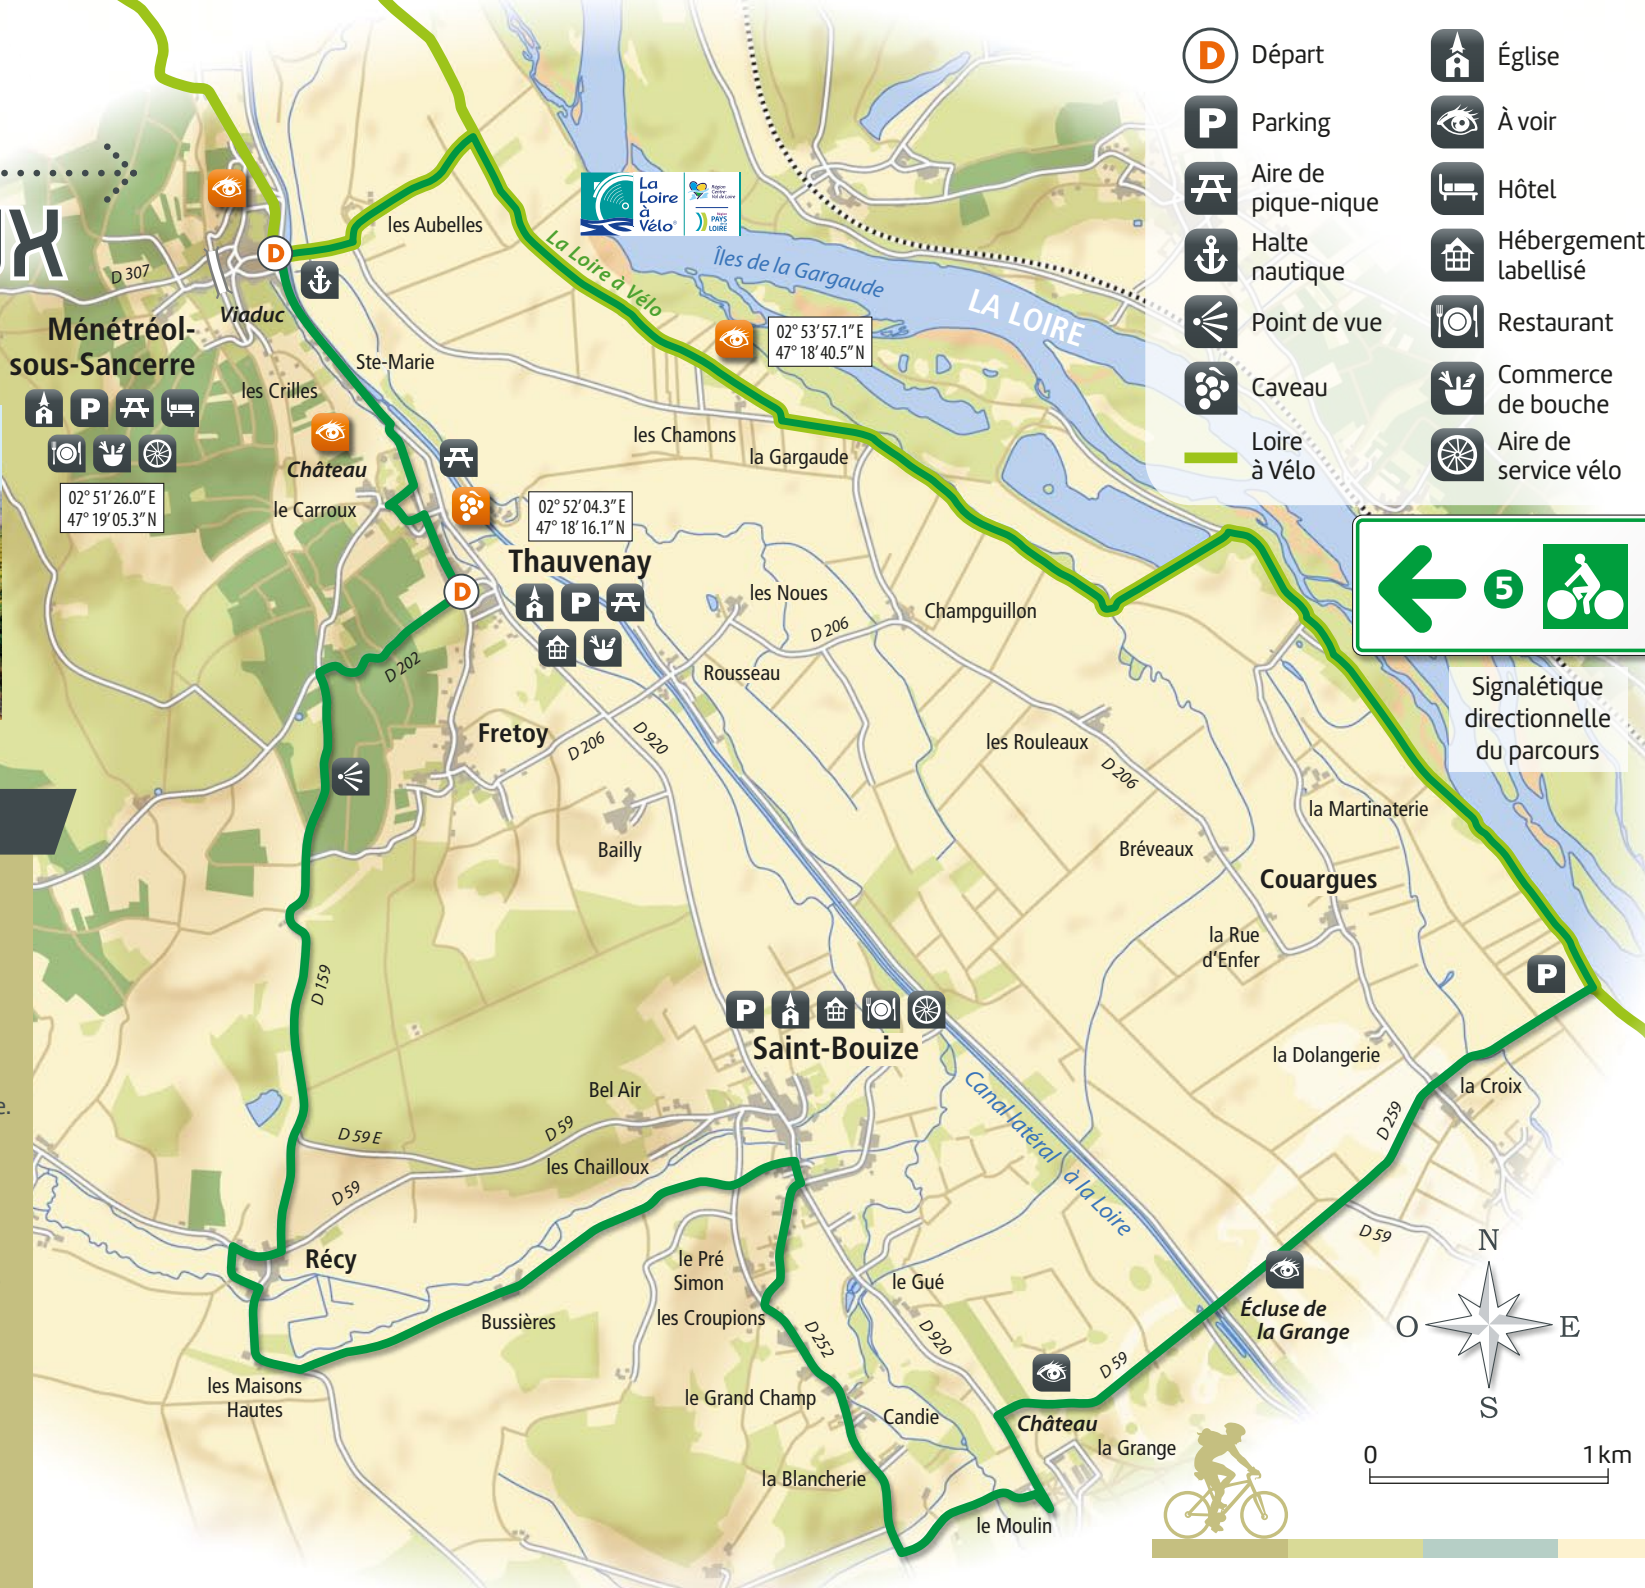 UX
D
Départ
P
Parking
Aire de
pique-nique
Halte
nautique
Point de vue
Caveau
Loire
à Vélo
Église
À voir
Hôtel
Hébergement
labellisé
Restaurant
Commerce
de bouche
Aire de
service vélo
5
Signalétique
directionnelle
du parcours
La
Loire
à
Vélo
PAYS
LOIRE
les Aubelles
La Loire à Vélo
Îles de la Gargaude
LA LOIRE
D 307
D
Viaduc
Ménétréol-
sous-Sancerre
P
02° 51' 26.0" E
47° 19' 05.3" N
Ste-Marie
les Crilles
Château
le Carroux
02° 53' 57.1" E
47° 18' 40.5" N
les Chamons
la Gargaude
02° 52' 04.3" E
47° 18' 16.1" N
Thauvenay
P
D
D 202
les Noues
D 206
Champguillon
Rousseau
Fretoy
D 206
D 920
les Rouleaux
D 206
la Martinaterie
Bailly
Bréveaux
Couargues
la Rue
d'Enfer
P
D 159
P
Saint-Bouize
la Dolangerie
la Croix
D 259
Canal latéral à la Loire
Bel Air
D 59 E
D 59
les Chailloux
D 59
e.
Récy
D 59
le Pré
Simon
le Gué
les Croupions
Bussières
D 252
D 920
Écluse de
la Grange
D 59
les Maisons
Hautes
le Grand Champ
Candie
Château
la Grange
la Blancherie
le Moulin
N
O
E
S
0
1 km